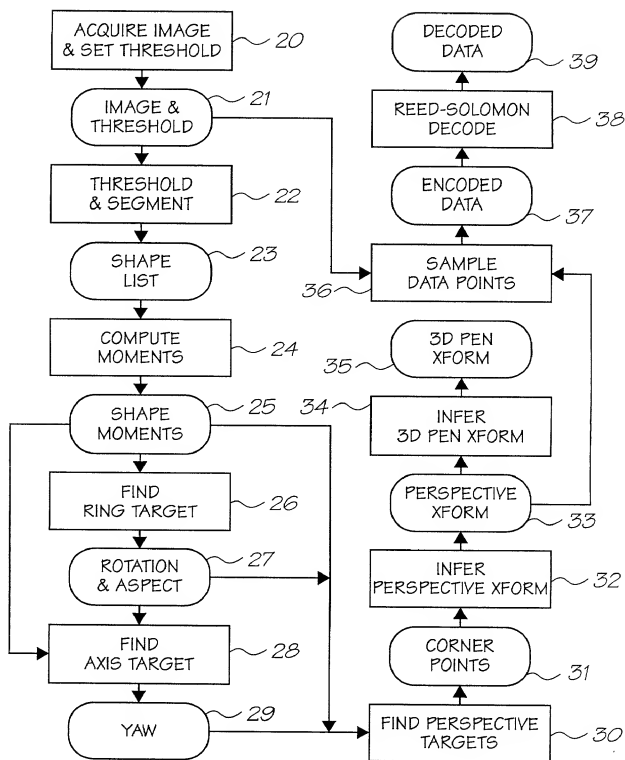 ACQUIRE IMAGE
& SET THRESHOLD
20
IMAGE &
THRESHOLD
21
THRESHOLD
& SEGMENT
22
SHAPE
LIST
23
COMPUTE
MOMENTS
24
SHAPE
MOMENTS
25
FIND
RING TARGET
26
ROTATION
& ASPECT
27
FIND
AXIS TARGET
28
YAW
29
FIND PERSPECTIVE
TARGETS
30
CORNER
POINTS
31
INFER
PERSPECTIVE XFORM
32
PERSPECTIVE
XFORM
33
INFER
3D PEN XFORM
34
3D PEN
XFORM
35
SAMPLE
DATA POINTS
36
ENCODED
DATA
37
REED-SOLOMON
DECODE
38
DECODED
DATA
39